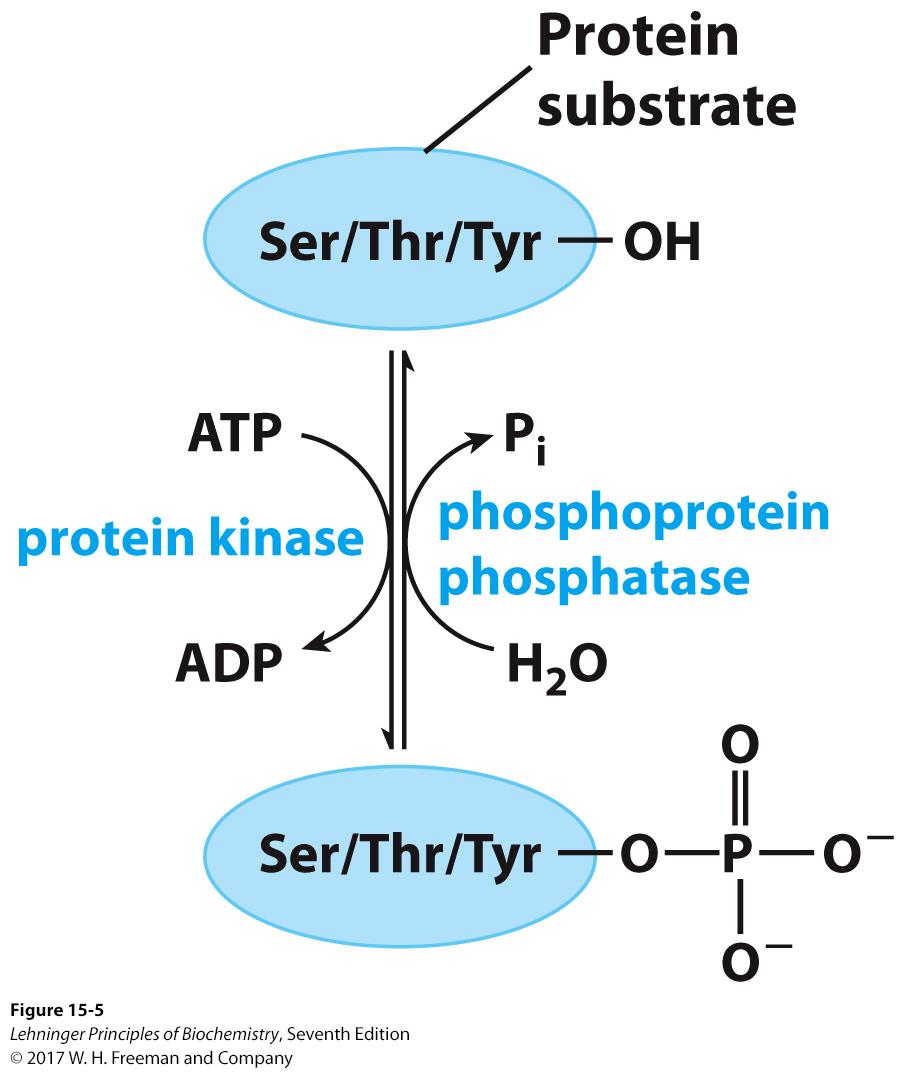 Protein
substrate
Ser/Thr/Tyr — OH
ATP
Pᵢ
protein kinase
phosphoprotein
phosphatase
ADP
H₂O
O
Ser/Thr/Tyr — O — P — O⁻
O⁻
Figure 15-5
Lehninger Principles of Biochemistry, Seventh Edition
© 2017 W. H. Freeman and Company